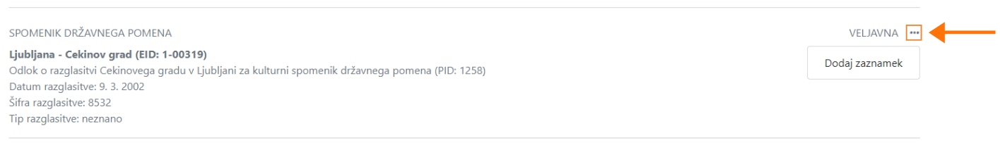 SPOMENIK DRŽAVNEGA POMENA
VELJAVNA
Ljubljana - Cekinov grad (EID: 1-00319)
Dodaj zaznamek
Odlok o razglasitvi Cekinovega gradu v Ljubljani za kulturni spomenik državnega pomena (PID: 1258)
Datum razglasitve: 9. 3. 2002
Šifra razglasitve: 8532
Tip razglasitve: neznano